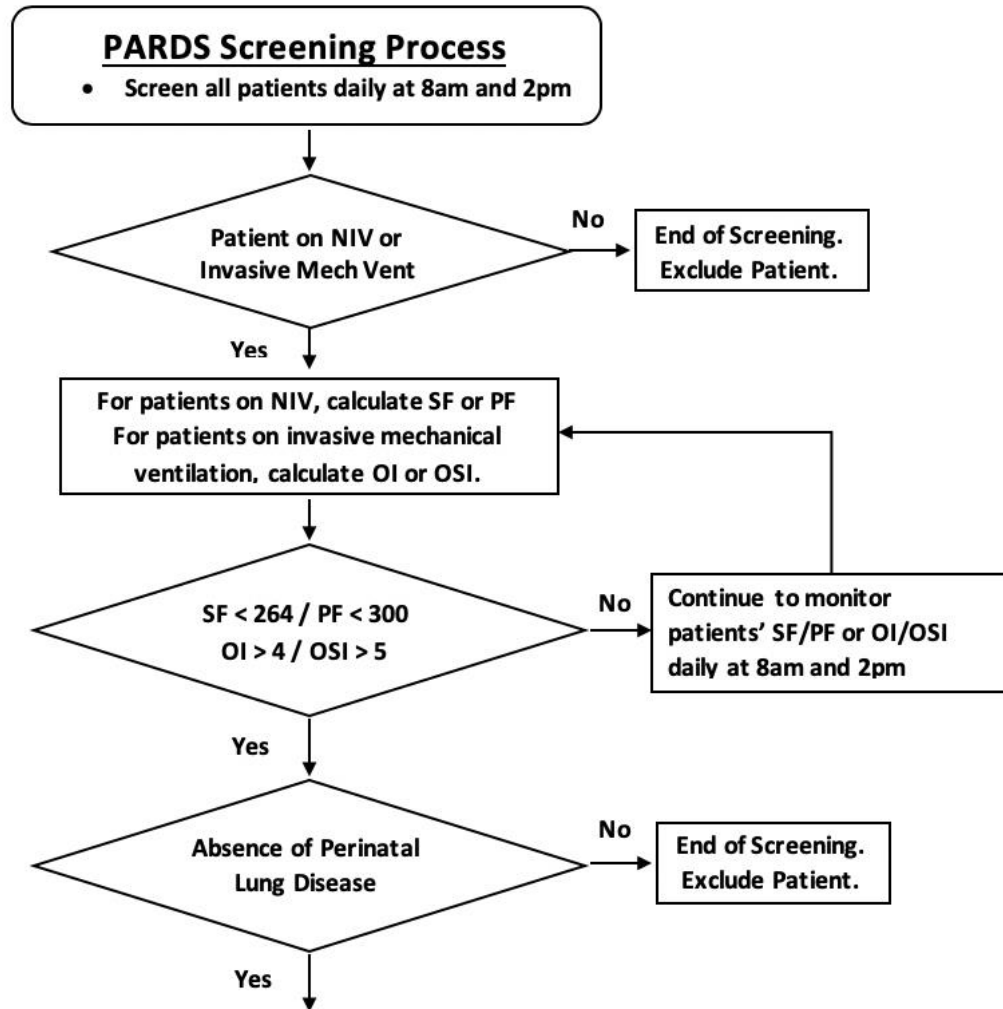 PARDS Screening Process
• Screen all patients daily at 8am and 2pm
Patient on NIV or
Invasive Mech Vent
No
End of Screening.
Exclude Patient.
Yes
For patients on NIV, calculate SF or PF
For patients on invasive mechanical
ventilation, calculate OI or OSI.
SF < 264 / PF < 300
OI > 4 / OSI > 5
No
Continue to monitor
patients’ SF/PF or OI/OSI
daily at 8am and 2pm
Yes
Absence of Perinatal
Lung Disease
No
End of Screening.
Exclude Patient.
Yes